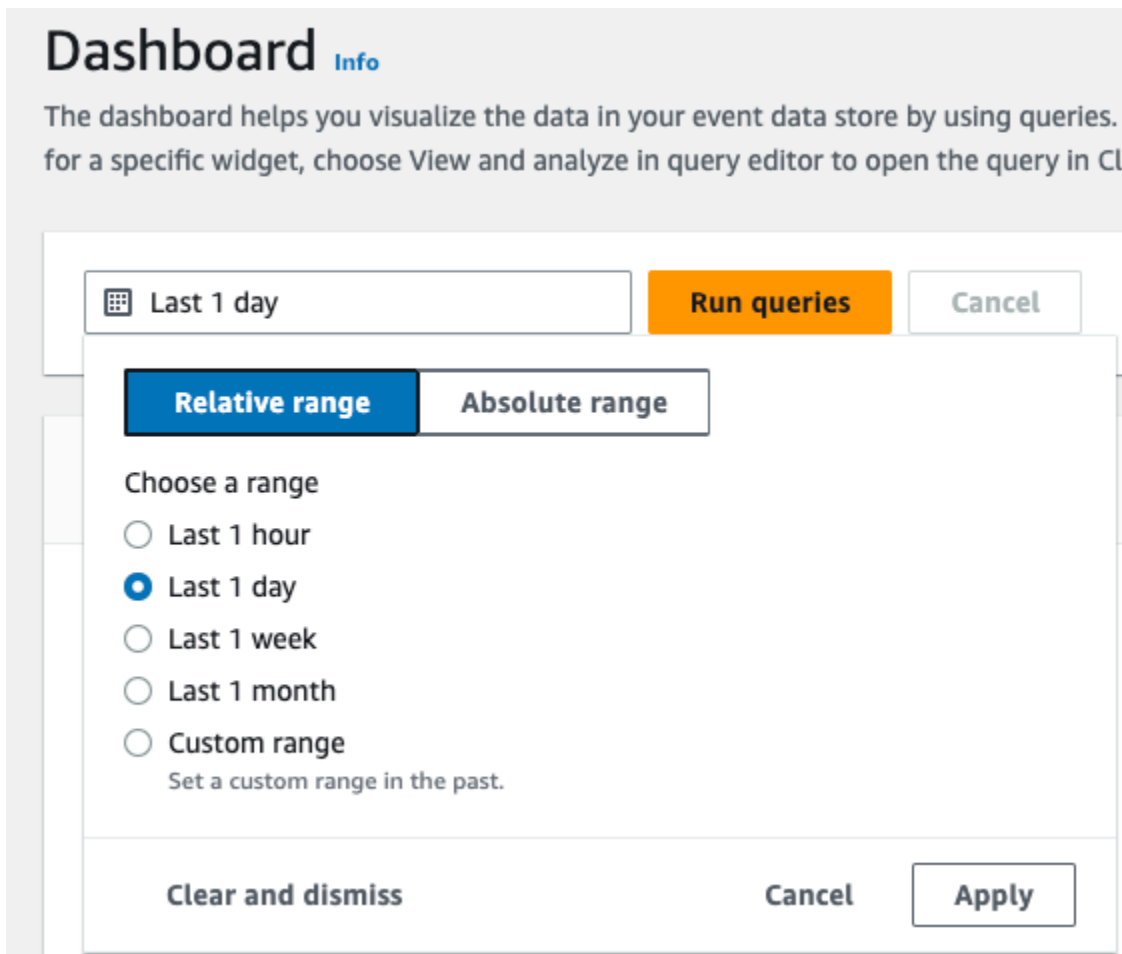 Dashboard Info
The dashboard helps you visualize the data in your event data store by using queries.
for a specific widget, choose View and analyze in query editor to open the query in
Last 1 day
Run queries
Cancel
Relative range
Absolute range
Choose a range
Last 1 hour
Last 1 day
Last 1 week
Last 1 month
Custom range
Set a custom range in the past.
Clear and dismiss
Cancel
Apply